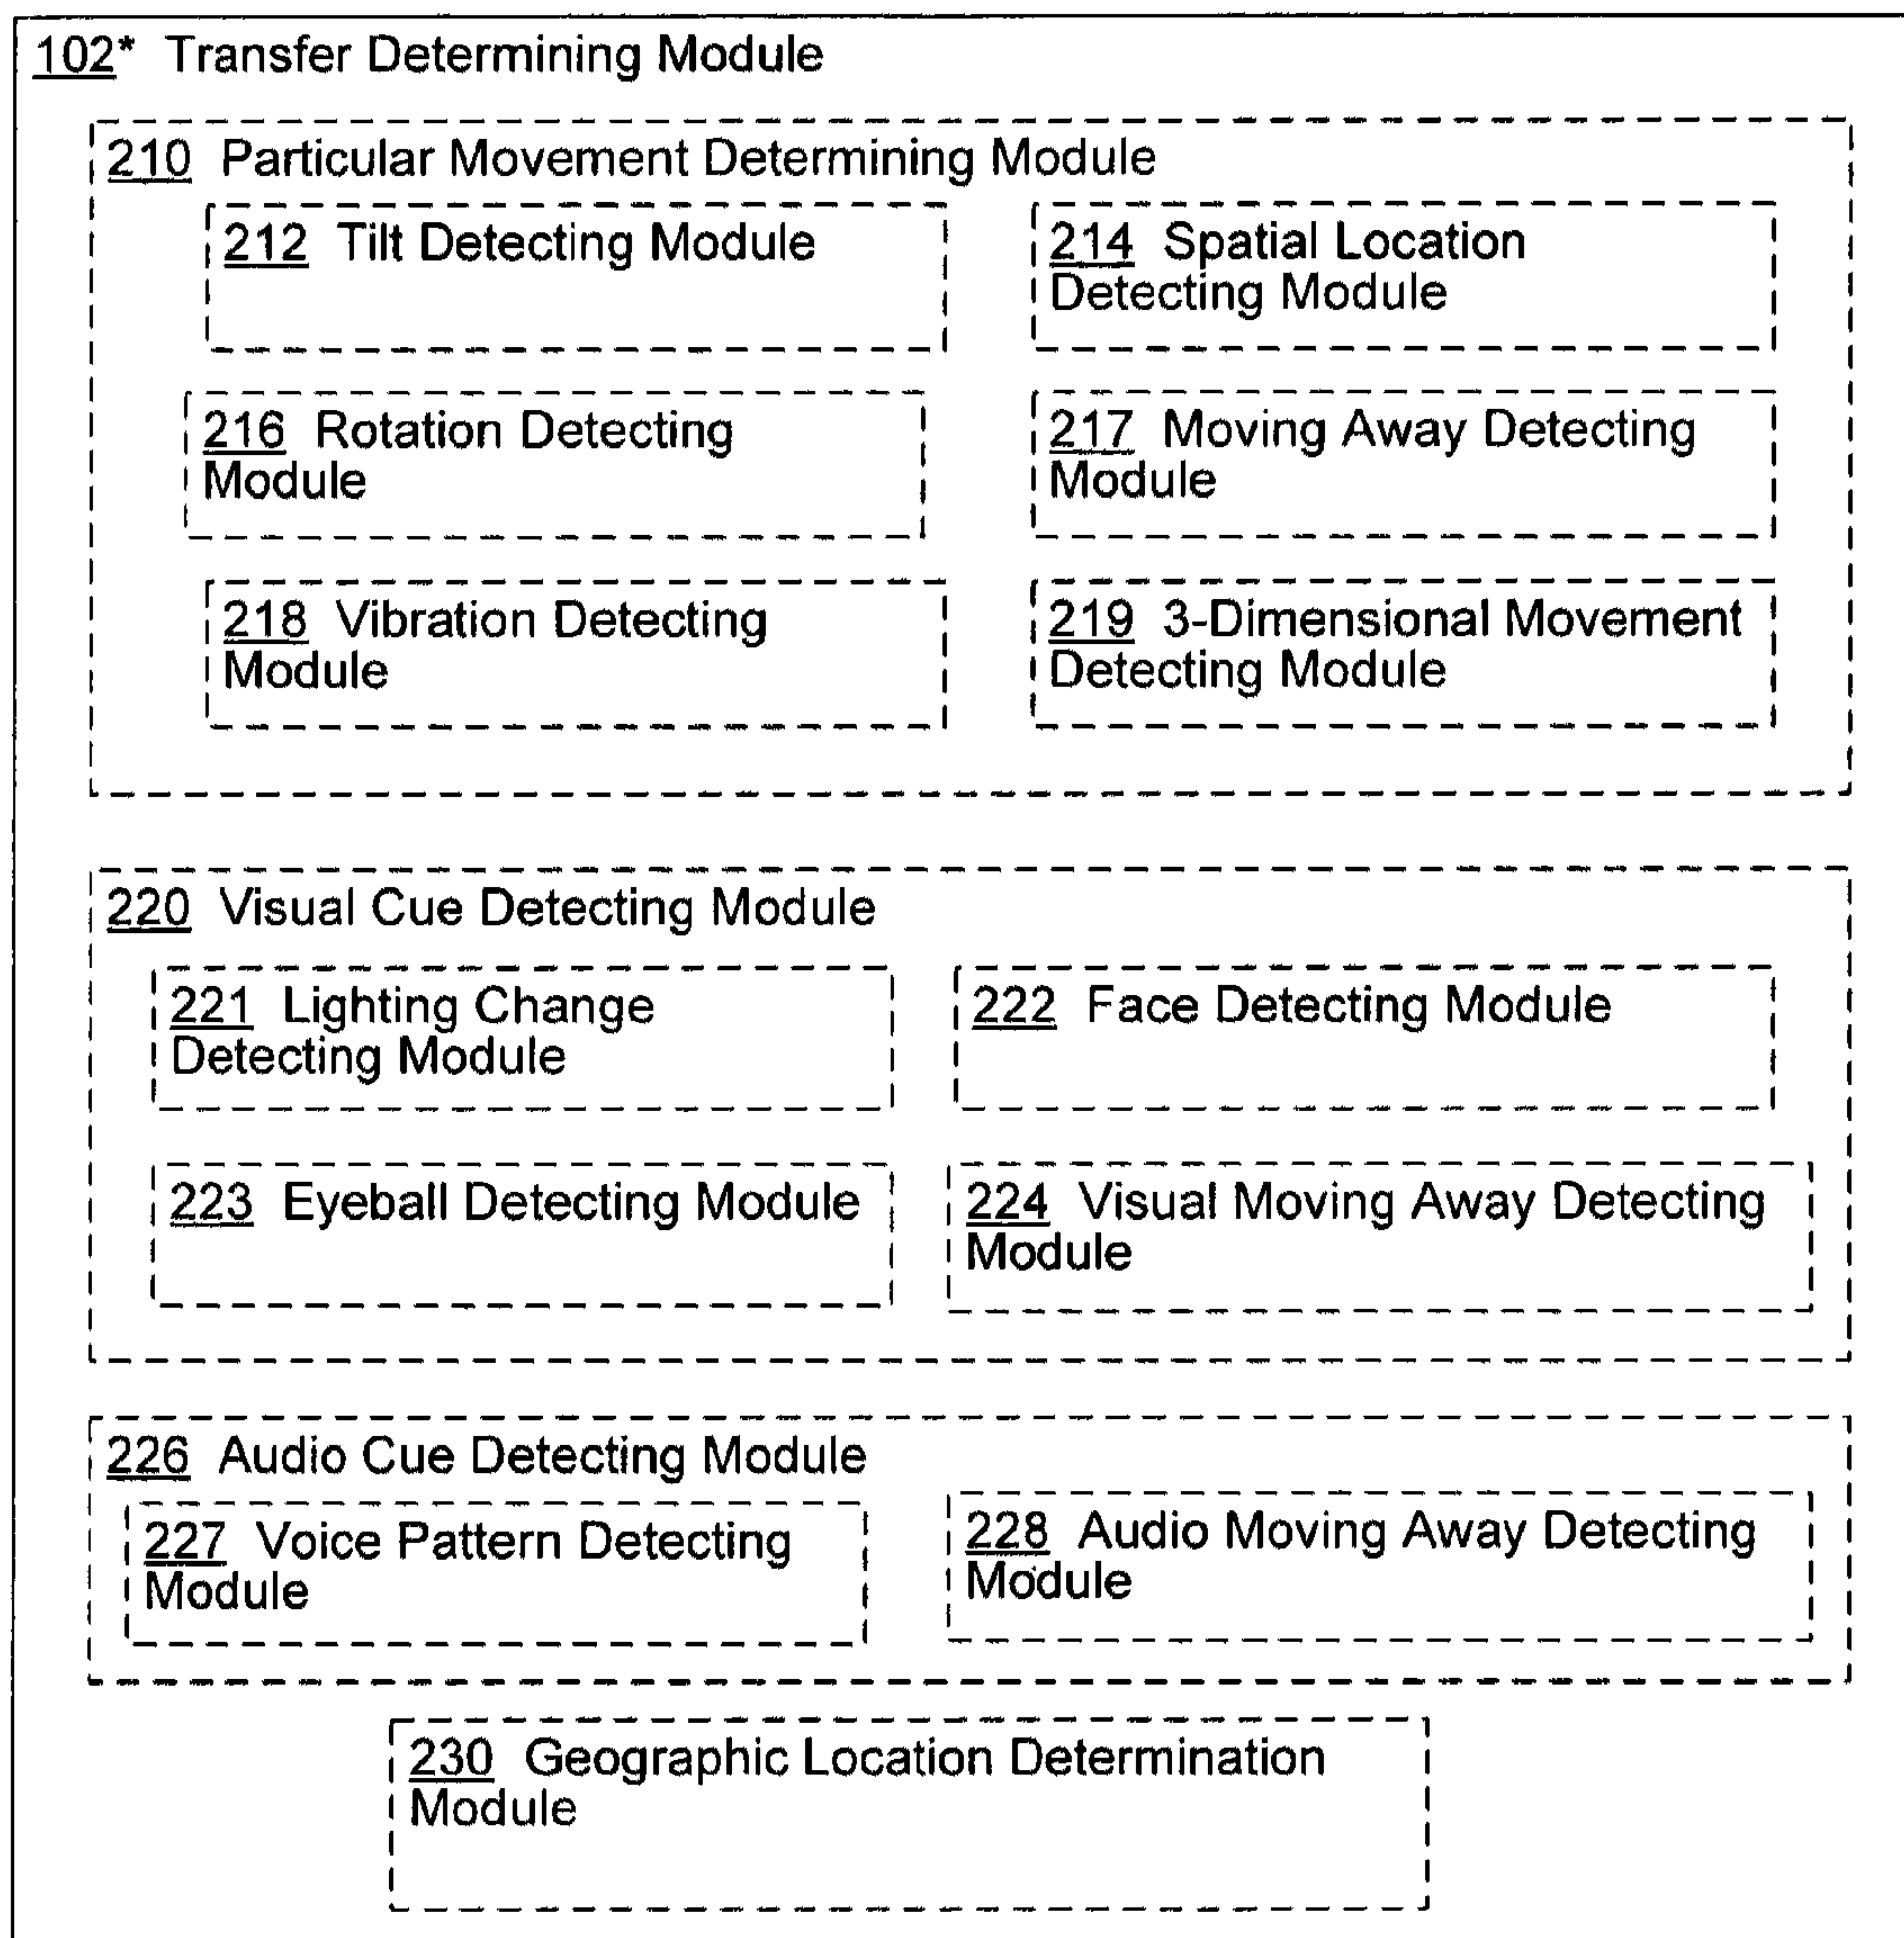 102* Transfer Determining Module
210 Particular Movement Determining Module
212 Tilt Detecting Module
214 Spatial Location
Detecting Module
216 Rotation Detecting
Module
217 Moving Away Detecting
Module
218 Vibration Detecting
Module
219 3-Dimensional Movement
Detecting Module
220 Visual Cue Detecting Module
221 Lighting Change
Detecting Module
222 Face Detecting Module
223 Eyeball Detecting Module
224 Visual Moving Away Detecting
Module
226 Audio Cue Detecting Module
227 Voice Pattern Detecting
Module
228 Audio Moving Away Detecting
Module
230 Geographic Location Determination
Module